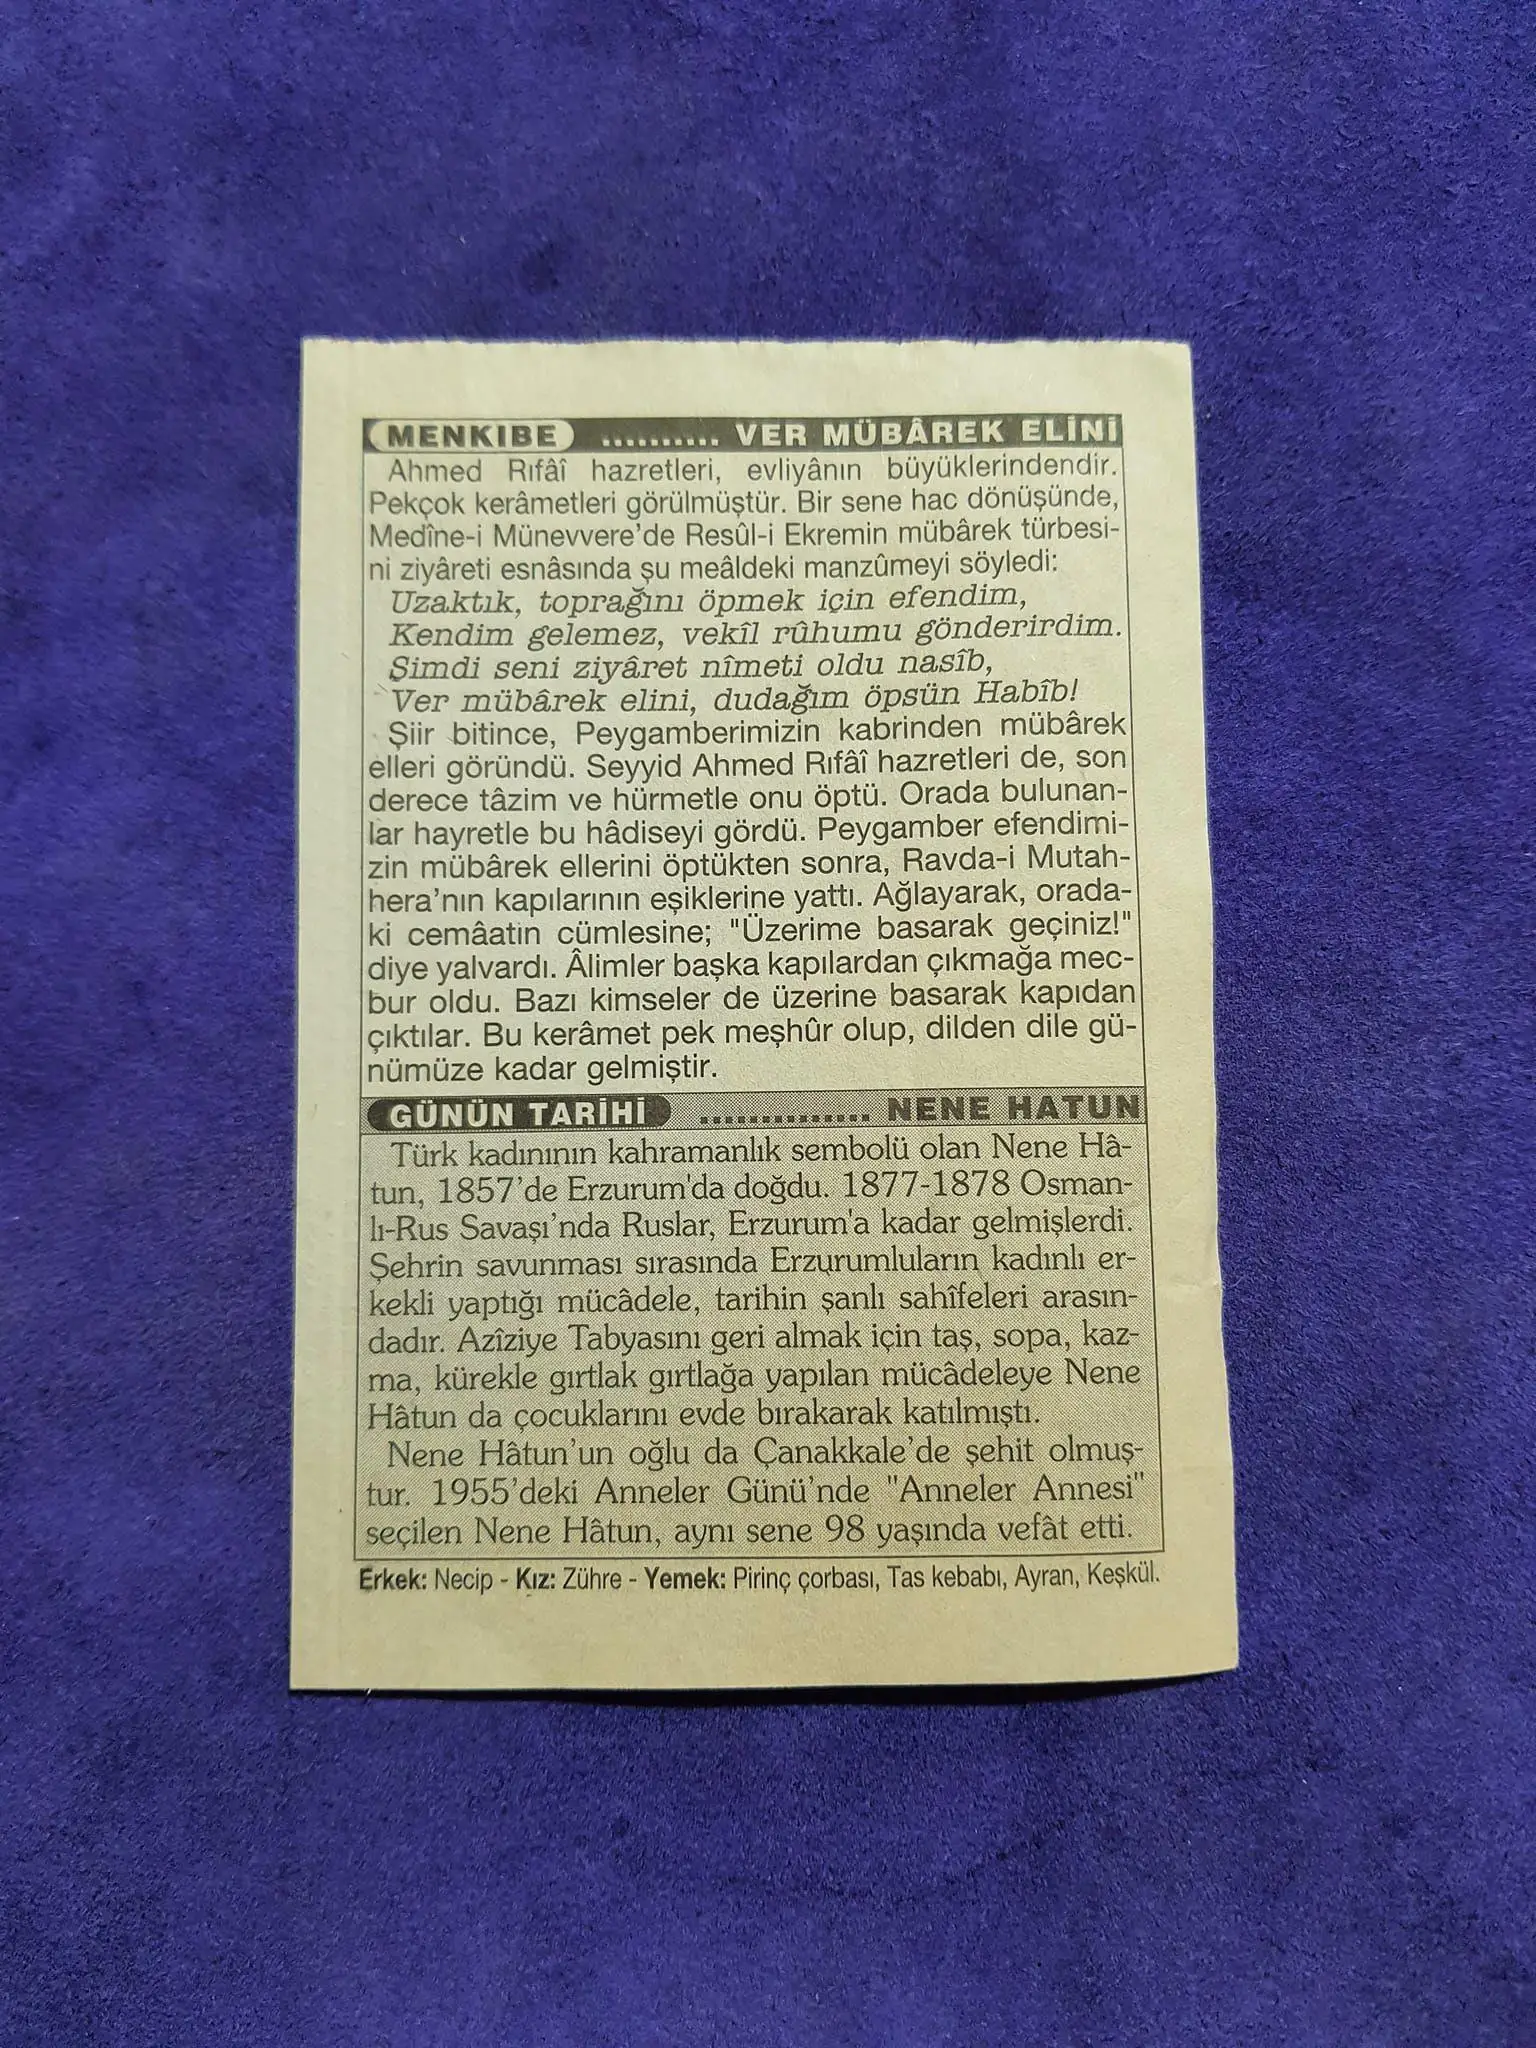 MENKIBE .......... VER MÜBÂREK ELİNİ
Ahmed Rıfâî hazretleri, evliyânın büyüklerindendir.
Pekçok kerâmetleri görülmüştür. Bir sene hac dönüşünde,
Medîne-i Münevvere'de Resûl-i Ekremin mübârek türbesi-
ni ziyâreti esnâsında şu meâldeki manzûmeyi söyledi:
Uzaktık, toprağını öpmek için efendim,
Kendim gelemez, vekîl rûhumu gönderirdim.
Şimdi seni ziyâret nîmeti oldu nasîb,
Ver mübârek elini, dudağım öpsün Habîb!
Şiir bitince, Peygamberimizin kabrinden mübârek
elleri göründü. Seyyid Ahmed Rıfâî hazretleri de, son
derece tâzim ve hürmetle onu öptü. Orada bulunan-
lar hayretle bu hâdiseyi gördü. Peygamber efendimi-
zin mübârek ellerini öptükten sonra, Ravda-i Mutah-
hera'nın kapılarının eşiklerine yattı. Ağlayarak, orada-
ki cemâatin cümlesine; "Üzerime basarak geçiniz!"
diye yalvardı. Âlimler başka kapılardan çıkmağa mec-
bur oldu. Bazı kimseler de üzerine basarak kapıdan
çıktılar. Bu kerâmet pek meşhûr olup, dilden dile gü-
nümüze kadar gelmiştir.
GÜNÜN TARİHİ .............. NENE HATUN
Türk kadınının kahramanlık sembolü olan Nene Hâ-
tun, 1857'de Erzurum'da doğdu. 1877-1878 Osman-
lı-Rus Savaşı'nda Ruslar, Erzurum'a kadar gelmişlerdi.
Şehrin savunması sırasında Erzurumluların kadınlı er-
kekli yaptığı mücâdele, tarihin şanlı sahîfeleri arasın-
dadır. Azîziye Tabyasını geri almak için taş, sopa, kaz-
ma, kürekle gırtlak gırtlağa yapılan mücâdeleye Nene
Hâtun da çocuklarını evde bırakarak katılmıştı.
Nene Hâtun'un oğlu da Çanakkale'de şehit olmuş-
tur. 1955'deki Anneler Günü'nde "Anneler Annesi"
seçilen Nene Hâtun, aynı sene 98 yaşında vefât etti.
Erkek: Necip - Kız: Zühre - Yemek: Pirinç çorbası, Tas kebabı, Ayran, Keşkül.